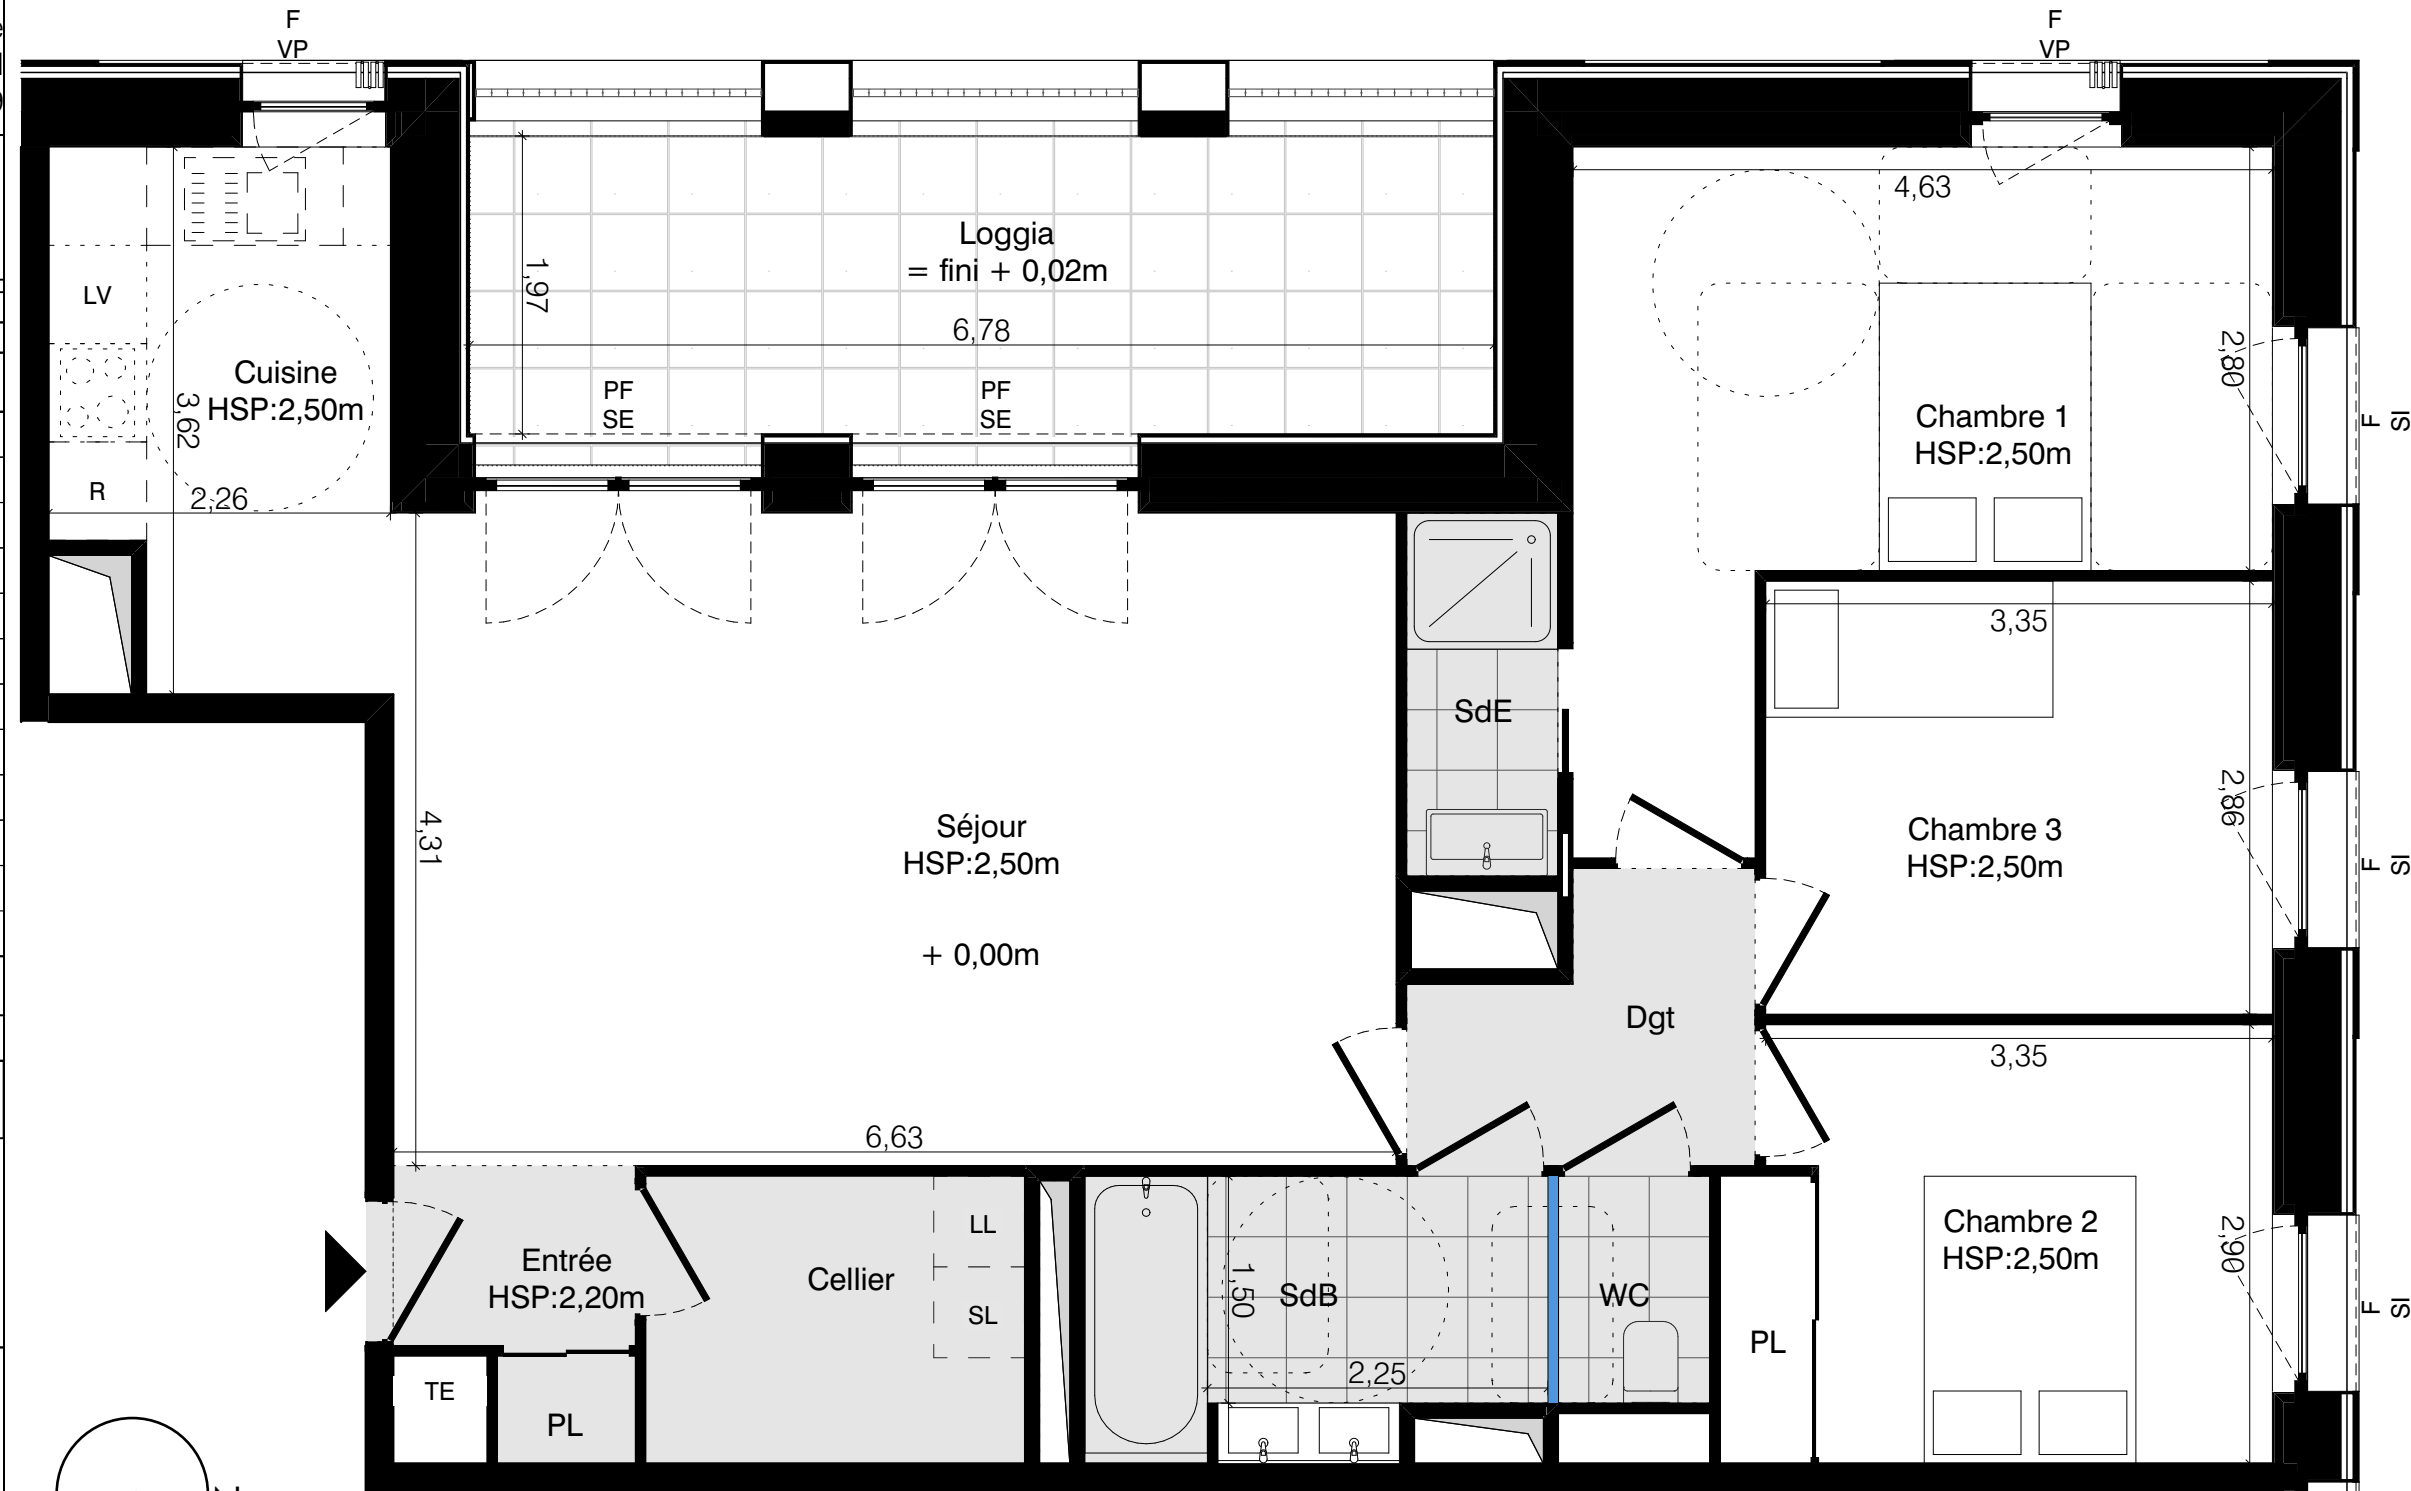 F
VP
F
VP
4,63
Loggia
= fini + 0,02m
1,97
6,78
LV
Cuisine
HSP:2,50m
3,62
R
2,26
PF
SE
PF
SE
2,80
F
SI
Chambre 1
HSP:2,50m
3,35
SdE
Séjour
HSP:2,50m
+ 0,00m
4,31
Chambre 3
HSP:2,50m
2,86
F
SI
Dgt
3,35
6,63
Entrée
HSP:2,20m
Cellier
LL
SL
SdB
1,50
2,25
WC
PL
Chambre 2
HSP:2,50m
2,90
F
SI
TE
PL